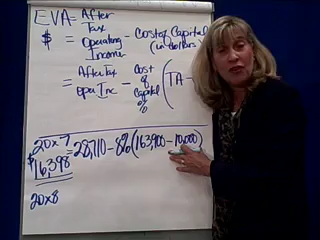 EVA = After
Tax
$ = Operating - Cost of Capital
Income (in dollars
= After Tax - Cost
Oper Inc of (TA -
Capital
%
20x7
$16,398 = 28,710 - 8% (163,900 - 10,000)
20x8